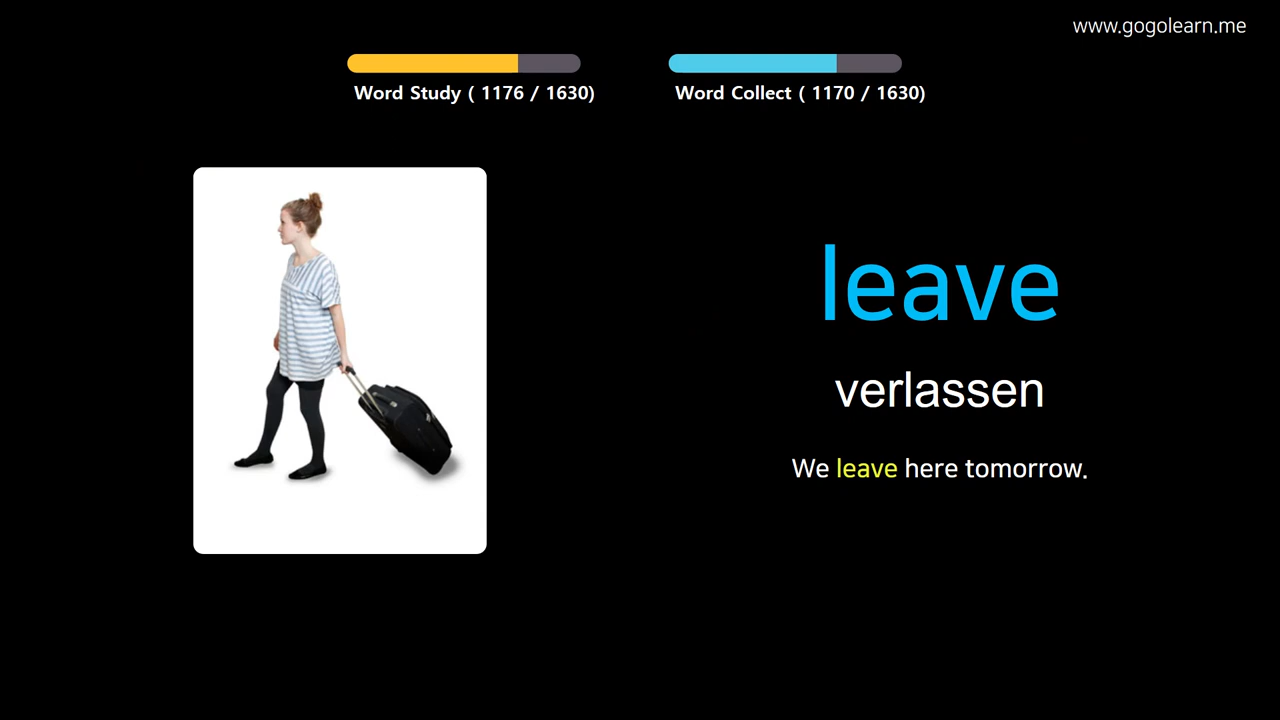 www.gogolearn.me
Word Study ( 1176 / 1630)
Word Collect ( 1170 / 1630)
leave
verlassen
We leave here tomorrow.